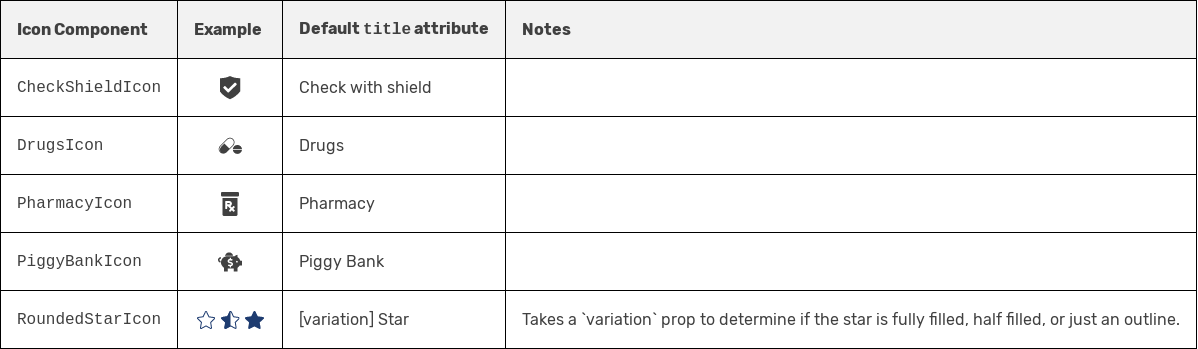 Icon Component Example Default title attribute Notes
CheckShieldIcon Check with shield
DrugsIcon Drugs
PharmacyIcon Pharmacy
PiggyBankIcon Piggy Bank
RoundedStarIcon [variation] Star Takes a `variation` prop to determine if the star is fully filled, half filled, or just an outline.